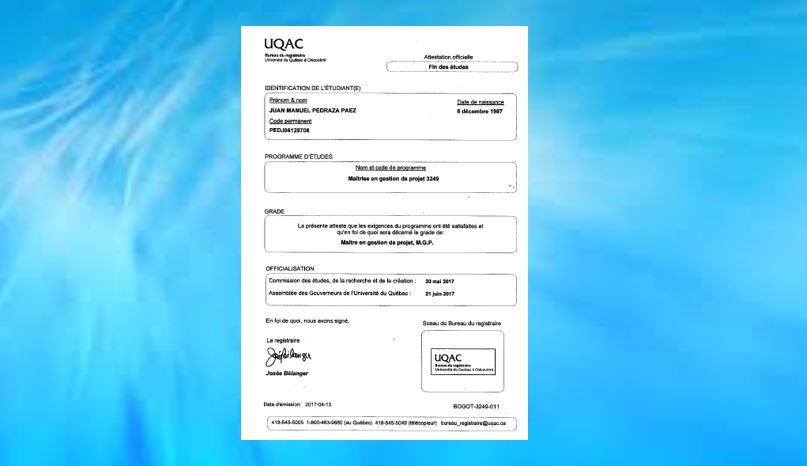 UQAC
Bureau du registraire
Université du Québec à Chicoutimi
Attestation officielle
Fin des études
IDENTIFICATION DE L'ÉTUDIANT(E)
Prénom & nom
Date de naissance
JUAN MANUEL PEDRAZA PAEZ
6 décembre 1987
Code permanent
PEDJ06128708
PROGRAMME D'ÉTUDES
Nom et code de programme
Maîtrise en gestion de projet 3249
GRADE
La présente atteste que les exigences du programme ont été satisfaites et
qu'en foi de quoi sera décerné le grade de:
Maître en gestion de projet, M.G.P.
OFFICIALISATION
Commission des études, de la recherche et de la création : 30 mai 2017
Assemblée des Gouverneurs de l'Université du Québec : 21 juin 2017
En foi de quoi, nous avons signé,
Sceau du Bureau du registraire
La registraire
Josée Bélanger
UQAC
Bureau du registraire
Université du Québec à Chicoutimi
Josée Bélanger
Date d'émission: 2017-04-13
BOGOT-3249-011
418-545-5005 1-800-463-9880 (au Québec) 418-545-5049 (télécopieur) bureau_registraire@uqac.ca